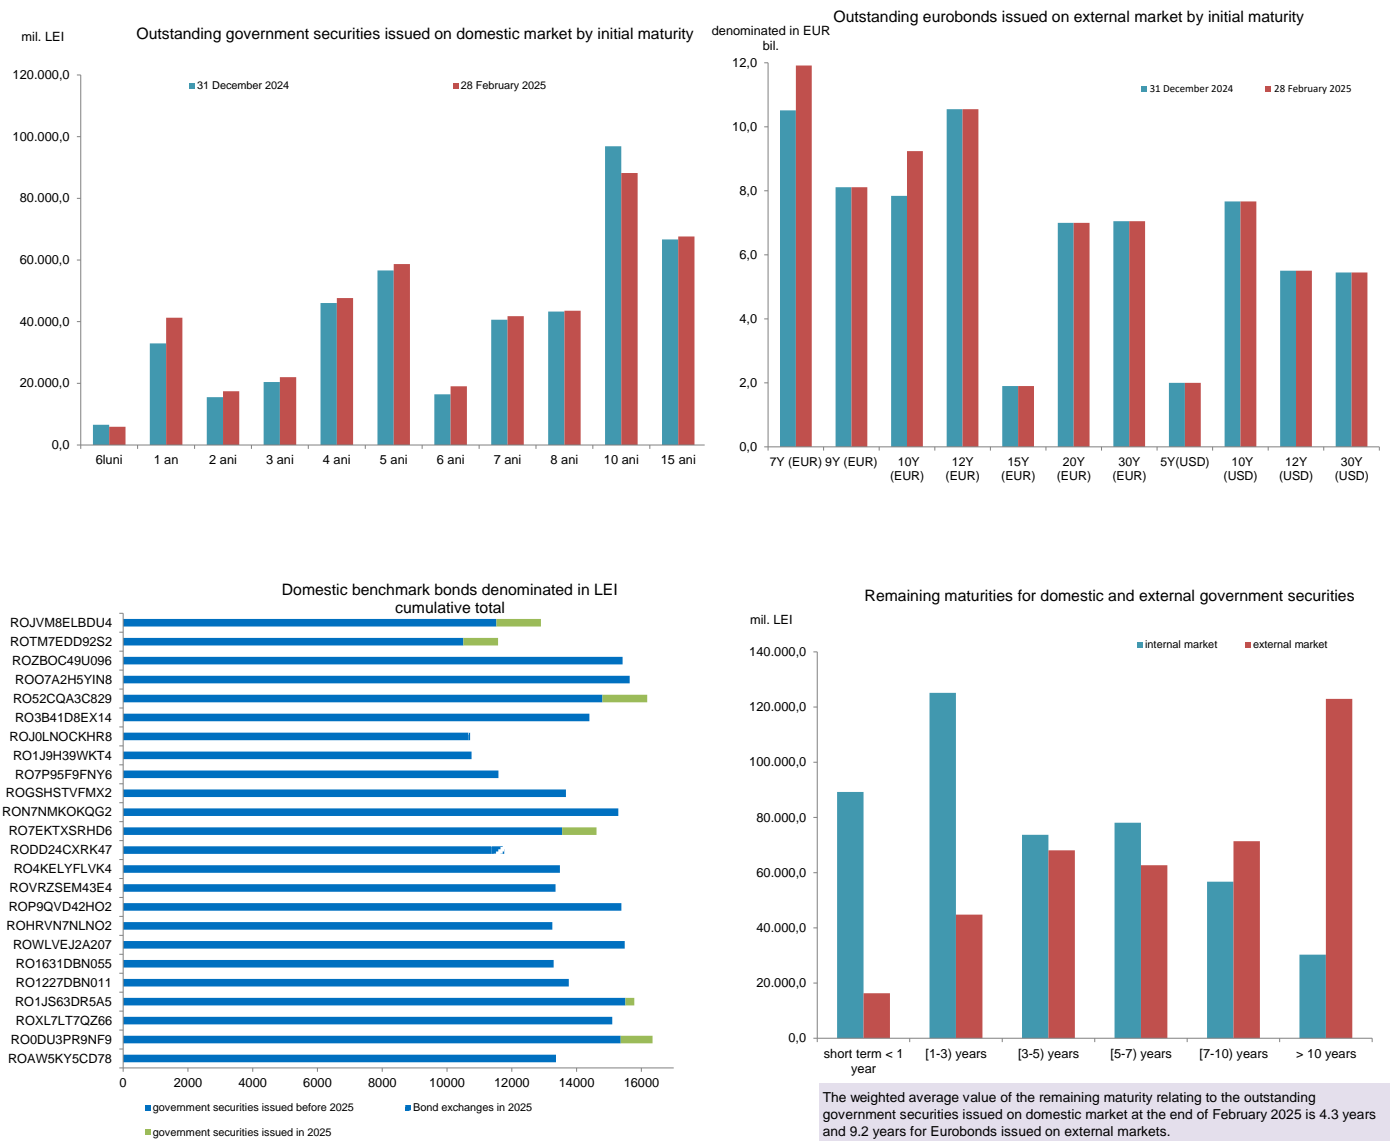 Outstanding government securities issued on domestic market by initial maturity
mil. LEI
31 December 2024
28 February 2025
120.000,0
100.000,0
80.000,0
60.000,0
40.000,0
20.000,0
0,0
6luni
1 an
2 ani
3 ani
4 ani
5 ani
6 ani
7 ani
8 ani
10 ani
15 ani
Outstanding eurobonds issued on external market by initial maturity
denominated in EUR
bil.
31 December 2024
28 February 2025
12,0
10,0
8,0
6,0
4,0
2,0
0,0
7Y (EUR)
9Y (EUR)
10Y
(EUR)
12Y
(EUR)
15Y
(EUR)
20Y
(EUR)
30Y
(EUR)
5Y(USD)
10Y
(USD)
12Y
(USD)
30Y
(USD)
Domestic benchmark bonds denominated in LEI
cumulative total
ROJVM8ELBDU4
ROTM7EDD92S2
ROZBOC49U096
ROO7A2H5YIN8
RO52CQA3C829
RO3B41D8EX14
ROJ0LNOCKHR8
RO1J9H39WKT4
RO7P95F9FNY6
ROGSHSTVFMX2
RON7NMKOKQG2
RO7EKTXSRHD6
RODD24CXRK47
RO4KELYFLVK4
ROVRZSEM43E4
ROP9QVD42HO2
ROHRVN7NLNO2
ROWLVEJ2A207
RO1631DBN055
RO1227DBN011
RO1JS63DR5A5
ROXL7LT7QZ66
RO0DU3PR9NF9
ROAW5KY5CD78
0
2000
4000
6000
8000
10000
12000
14000
16000
government securities issued before 2025
Bond exchanges in 2025
government securities issued in 2025
Remaining maturities for domestic and external government securities
mil. LEI
internal market
external market
140.000,0
120.000,0
100.000,0
80.000,0
60.000,0
40.000,0
20.000,0
0,0
short term < 1
year
[1-3) years
[3-5) years
[5-7) years
[7-10) years
> 10 years
The weighted average value of the remaining maturity relating to the outstanding
government securities issued on domestic market at the end of February 2025 is 4.3 years
and 9.2 years for Eurobonds issued on external markets.